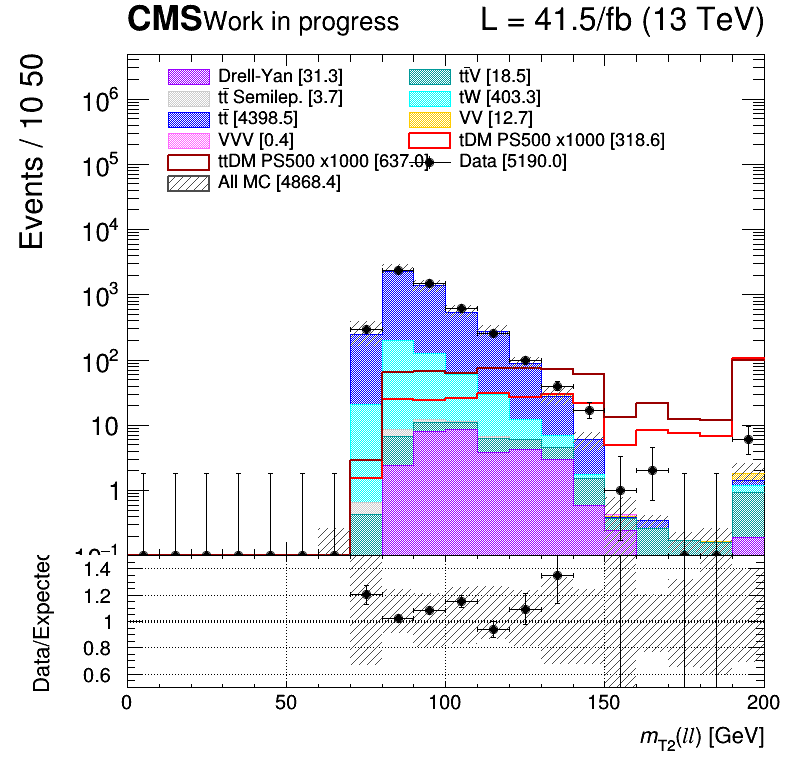 CMS Work in progress L = 41.5/fb (13 TeV)
Events / 10 50
Drell-Yan [31.3] tt̄V [18.5]
tt̄ Semilep. [3.7] tW [403.3]
tt̄ [4398.5] VV [12.7]
VVV [0.4] tDM PS500 x1000 [318.6]
ttDM PS500 x1000 [637.0] Data [5190.0]
All MC [4868.4]
10⁶
10⁵
10⁴
10³
10²
10
1
10⁻¹
Data/Expected
1.4
1.2
1
0.8
0.6
0 50 100 150 200
m_T2(ll) [GeV]